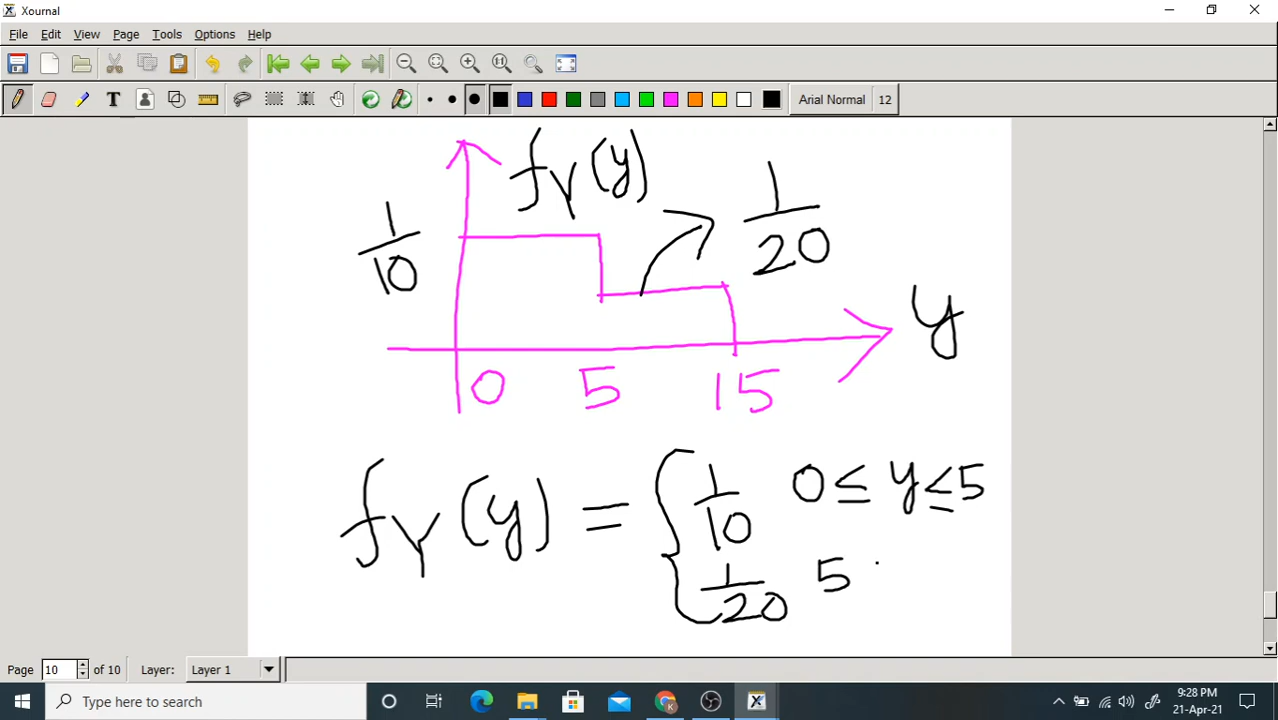 Xournal
File Edit View Page Tools Options Help
Arial Normal 12
fY(y)
1/10
1/20
y
0 5 15
fY(y) = { 1/10 0 ≤ y ≤ 5
1/20 5
Page 10 of 10 Layer: Layer 1
Type here to search
9:28 PM
21-Apr-21